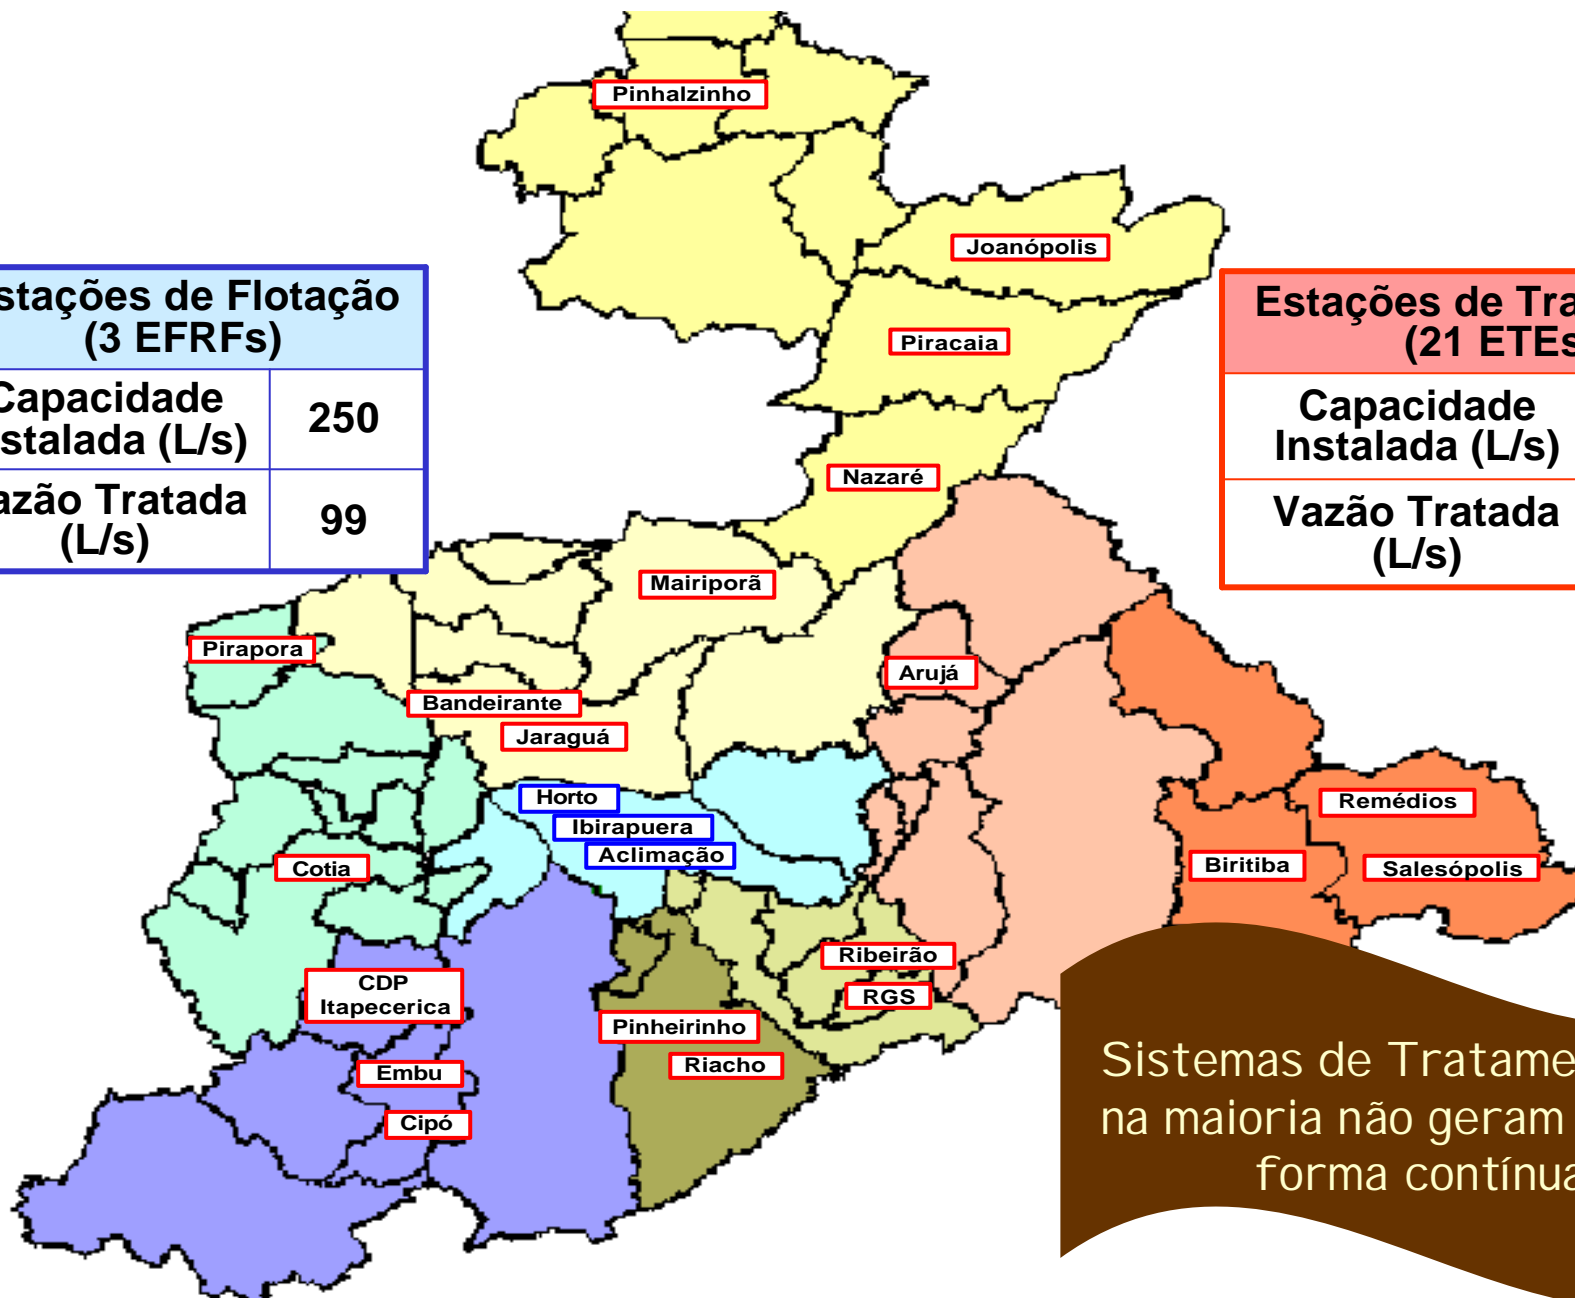 Pinhalzinho
Joanópolis
Piracaia
Nazaré
stações de Flotação
(3 EFRFs)
Capacidade
stalada (L/s)
250
azão Tratada
(L/s)
99
Estações de Tra
(21 ETEs
Capacidade
Instalada (L/s)
Vazão Tratada
(L/s)
Mairiporã
Pirapora
Arujá
Bandeirante
Jaraguá
Horto
Ibirapuera
Aclimação
Remédios
Cotia
Biritiba
Salesópolis
Ribeirão
CDP
Itapecerica
RGS
Pinheirinho
Riacho
Embu
Cipó
Sistemas de Tratame
na maioria não geram
forma contínua